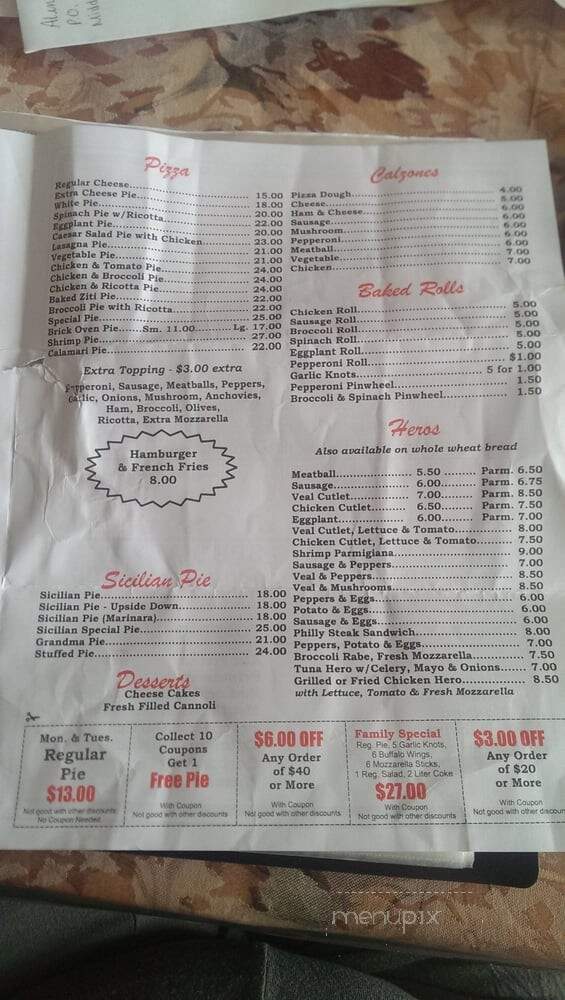 Pizza
Regular Cheese 15.00
Extra Cheese Pie 18.00
White Pie 20.00
Spinach Pie w/Ricotta 22.00
Eggplant Pie 20.00
Caesar Salad Pie with Chicken 23.00
Lasagna Pie 21.00
Vegetable Pie 21.00
Chicken & Tomato Pie 24.00
Chicken & Broccoli Pie 24.00
Chicken & Ricotta Pie 24.00
Baked Ziti Pie 22.00
Broccoli Pie with Ricotta 22.00
Special Pie 25.00
Brick Oven Pie Sm. 11.00 Lg. 17.00
Shrimp Pie 27.00
Calamari Pie 22.00
Extra Topping - $3.00 extra
Pepperoni, Sausage, Meatballs, Peppers,
Garlic, Onions, Mushroom, Anchovies,
Ham, Broccoli, Olives,
Ricotta, Extra Mozzarella
Hamburger
& French Fries
8.00
Sicilian Pie
Sicilian Pie 18.00
Sicilian Pie - Upside Down 18.00
Sicilian Pie (Marinara) 18.00
Sicilian Special Pie 25.00
Grandma Pie 21.00
Stuffed Pie 24.00
Desserts
Cheese Cakes
Fresh Filled Cannoli
Calzones
Pizza Dough 4.00
Cheese 5.00
Ham & Cheese 6.00
Sausage 6.00
Mushroom 6.00
Pepperoni 6.00
Meatball 6.00
Vegetable 7.00
Chicken 7.00
Baked Rolls
Chicken Roll 5.00
Sausage Roll 5.00
Broccoli Roll 5.00
Spinach Roll 5.00
Eggplant Roll 5.00
Pepperoni Roll $1.00
Garlic Knots 5 for 1.00
Pepperoni Pinwheel 1.50
Broccoli & Spinach Pinwheel 1.50
Heros
Also available on whole wheat bread
Meatball 5.50 Parm. 6.50
Sausage 6.00 Parm. 6.75
Veal Cutlet 7.00 Parm. 8.50
Chicken Cutlet 6.50 Parm. 7.50
Eggplant 6.00 Parm. 7.00
Veal Cutlet, Lettuce & Tomato 8.00
Chicken Cutlet, Lettuce & Tomato 7.50
Shrimp Parmigiana 9.00
Sausage & Peppers 7.00
Veal & Peppers 8.50
Veal & Mushrooms 8.50
Peppers & Eggs 6.00
Potato & Eggs 6.00
Sausage & Eggs 6.00
Philly Steak Sandwich 8.00
Peppers, Potato & Eggs 7.00
Broccoli Rabe, Fresh Mozzarella 7.50
Tuna Hero w/Celery, Mayo & Onions 7.00
Grilled or Fried Chicken Hero 8.50
with Lettuce, Tomato & Fresh Mozzarella
Mon. & Tues.
Regular
Pie
$13.00
Not good with other discounts
No Coupon Needed
Collect 10
Coupons
Get 1
Free Pie
With Coupon
Not good with other discounts
$6.00 OFF
Any Order
of $40
or More
With Coupon
Not good with other discounts
Family Special
Reg. Pie, 5 Garlic Knots,
6 Buffalo Wings,
6 Mozzarella Sticks,
1 Reg. Salad, 2 Liter Coke
$27.00
With Coupon
Not good with other discounts
$3.00 OFF
Any Order
of $20
or More
With Coupon
Not good with other discounts
menupix